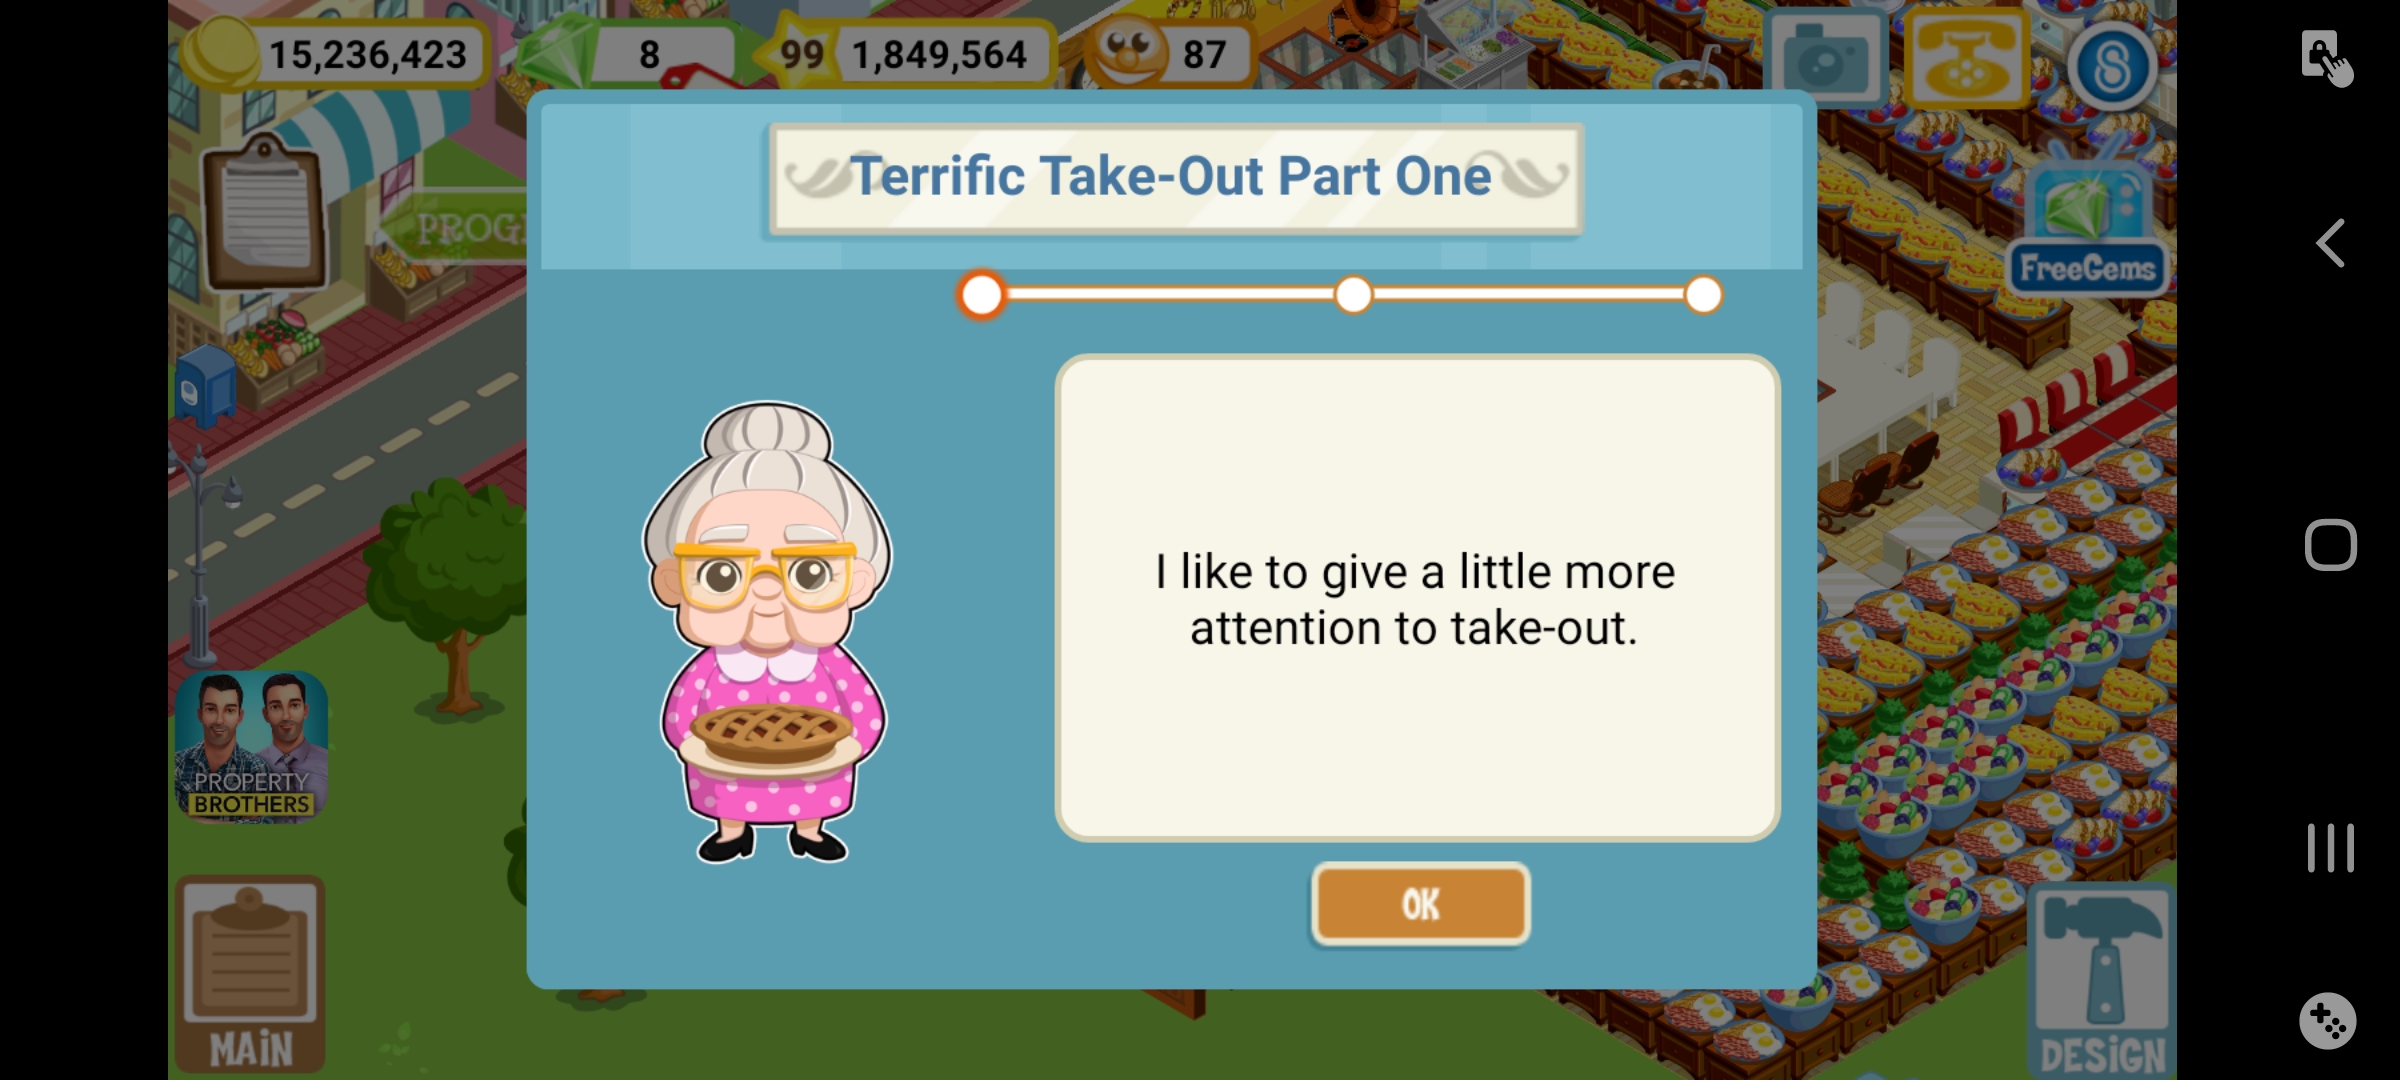 15,236,423
8
99
1,849,564
87
Terrific Take-Out Part One
FreeGems
I like to give a little more
attention to take-out.
PROPERTY
BROTHERS
OK
MAiN
DESiGN